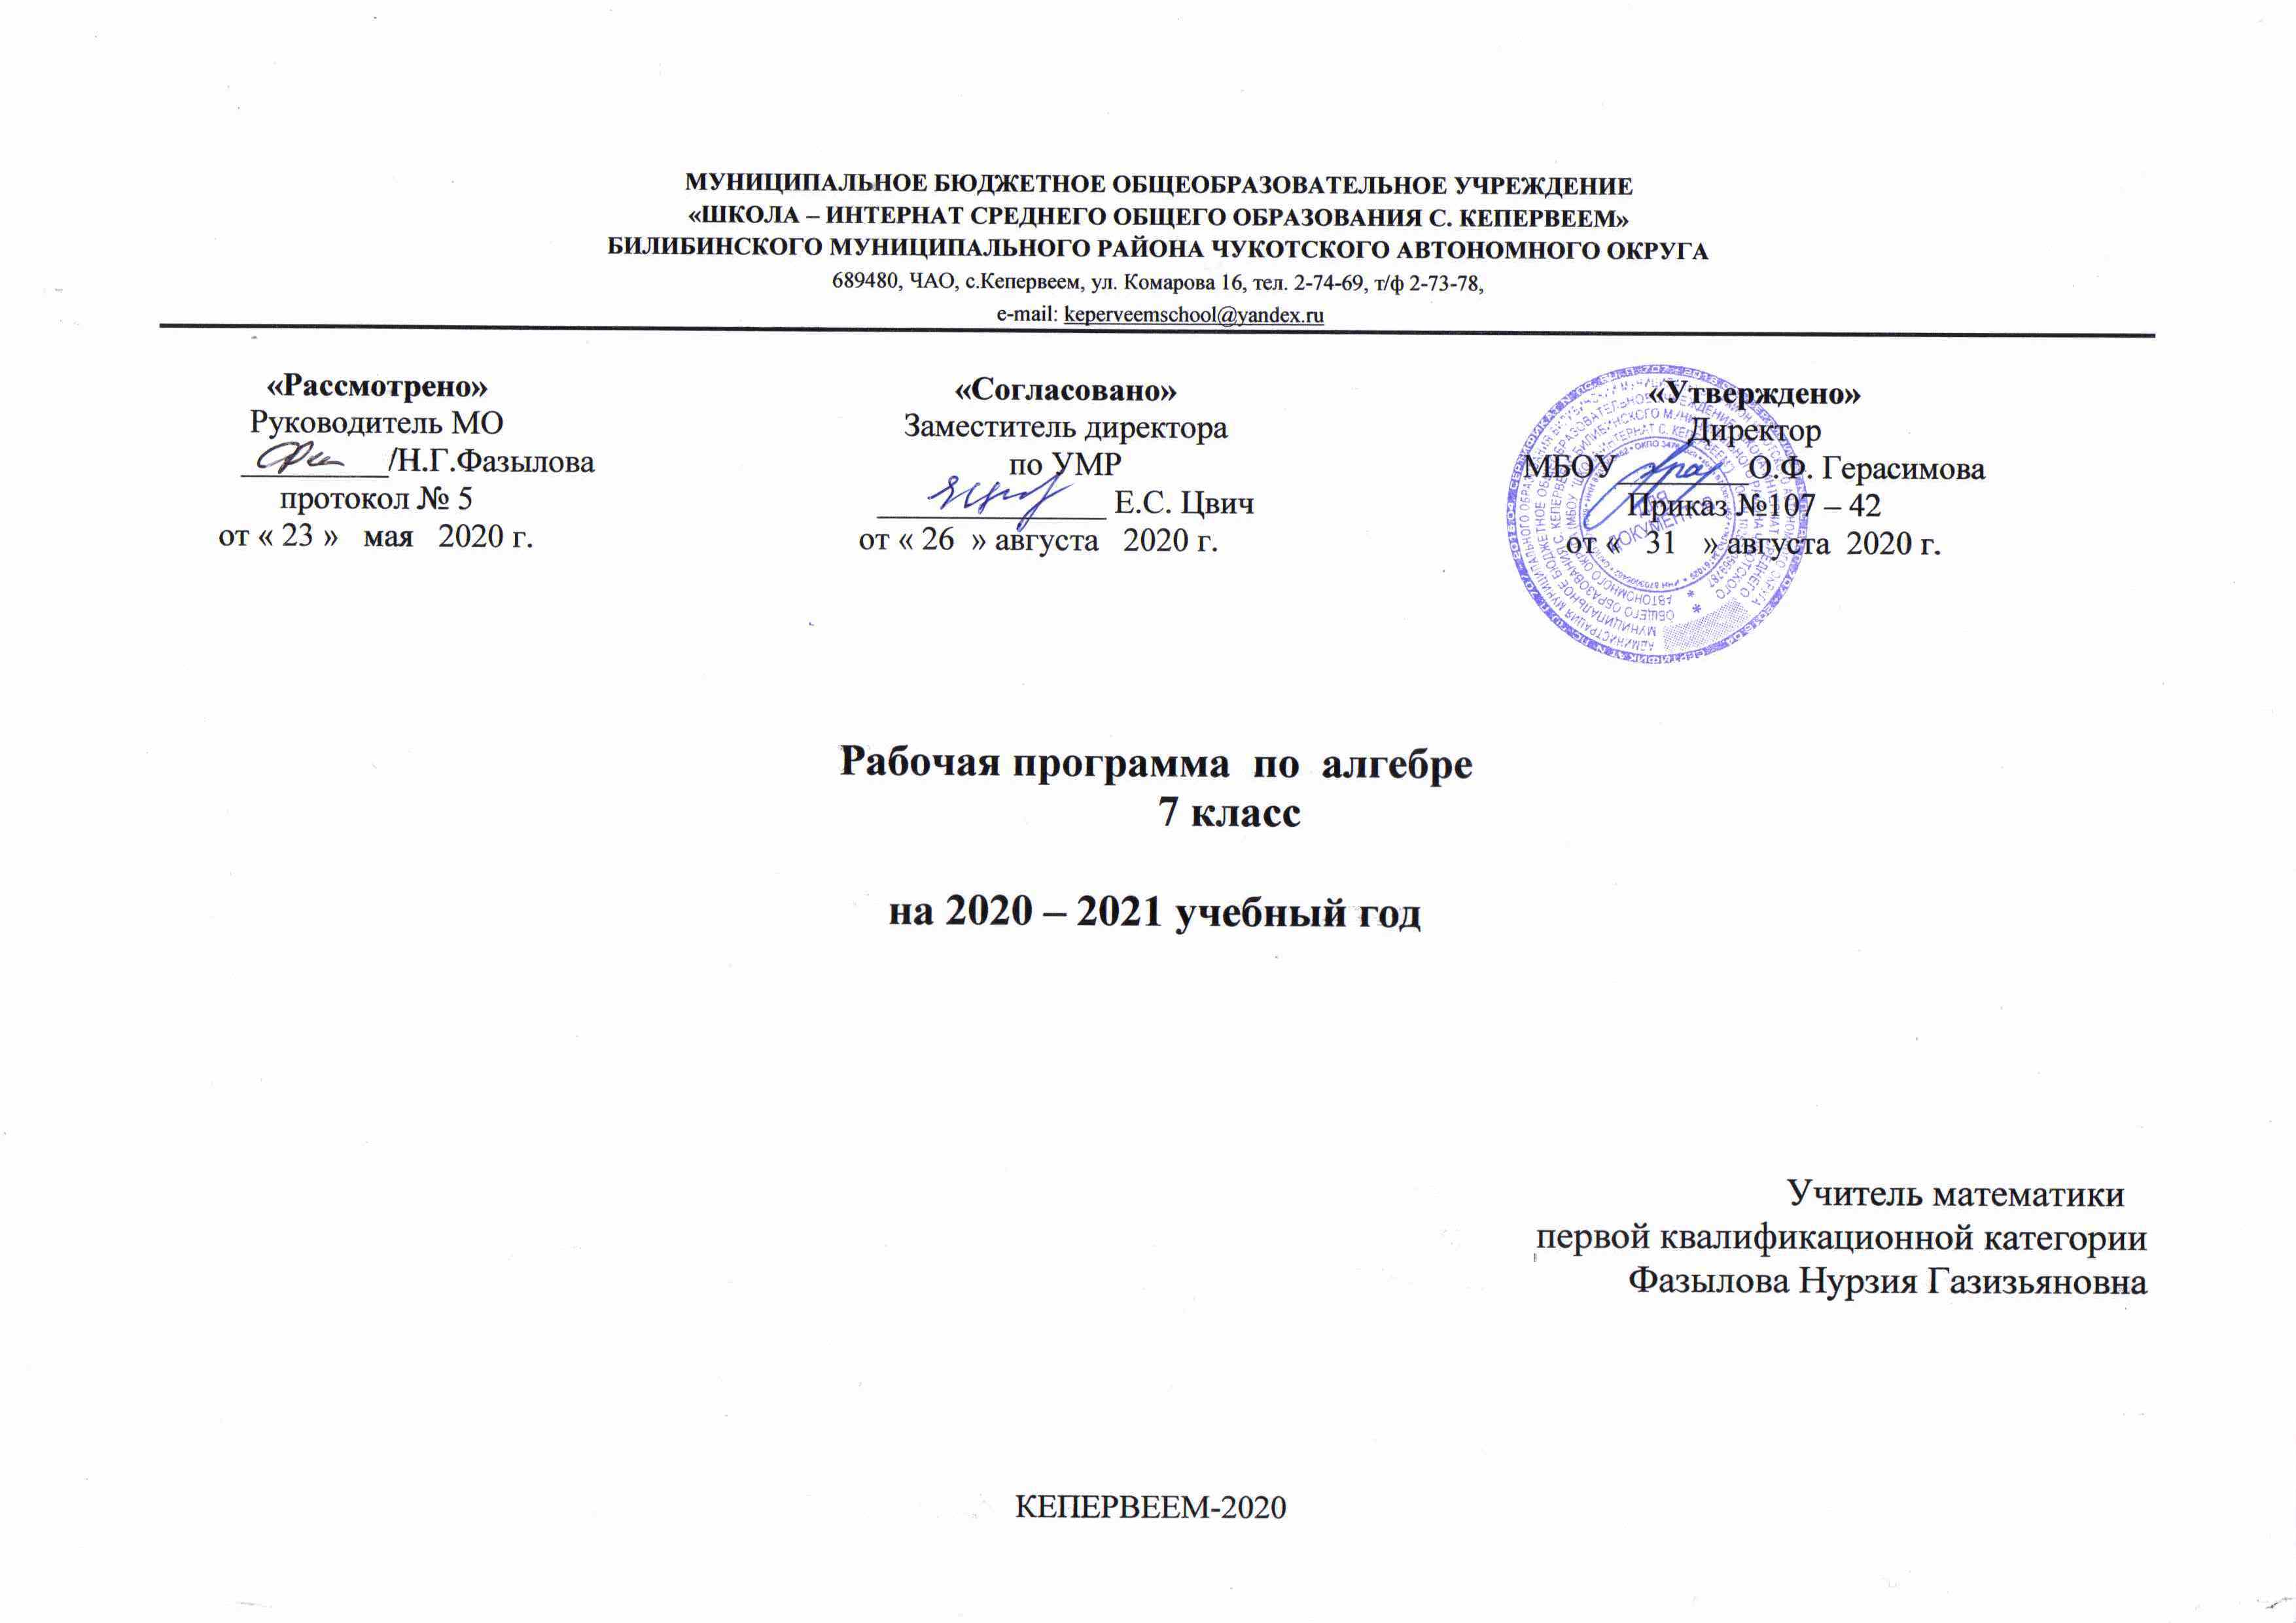 МУНИЦИПАЛЬНОЕ БЮДЖЕТНОЕ ОБЩЕОБРАЗОВАТЕЛЬНОЕ УЧРЕЖДЕНИЕ
«ШКОЛА – ИНТЕРНАТ СРЕДНЕГО ОБЩЕГО ОБРАЗОВАНИЯ С. КЕПЕРВЕЕМ»
БИЛИБИНСКОГО МУНИЦИПАЛЬНОГО РАЙОНА ЧУКОТСКОГО АВТОНОМНОГО ОКРУГА
689480, ЧАО, с.Кепервеем, ул. Комарова 16, тел. 2-74-69, т/ф 2-73-78,
e-mail: keperveemschool@yandex.ru
«Рассмотрено»
Руководитель МО
/Н.Г.Фазылова
протокол № 5
от « 23 » мая 2020 г.
«Согласовано»
Заместитель директора
по УМР
Е.С. Цвич
от « 26 » августа 2020 г.
«Утверждено»
Директор
МБОУ О.Ф. Герасимова
Приказ №107 – 42
от « 31 » августа 2020 г.
ДОКУМЕНТОВ
Рабочая программа по алгебре
7 класс
на 2020 – 2021 учебный год
Учитель математики
первой квалификационной категории
Фазылова Нурзия Газизьяновна
КЕПЕРВЕЕМ-2020